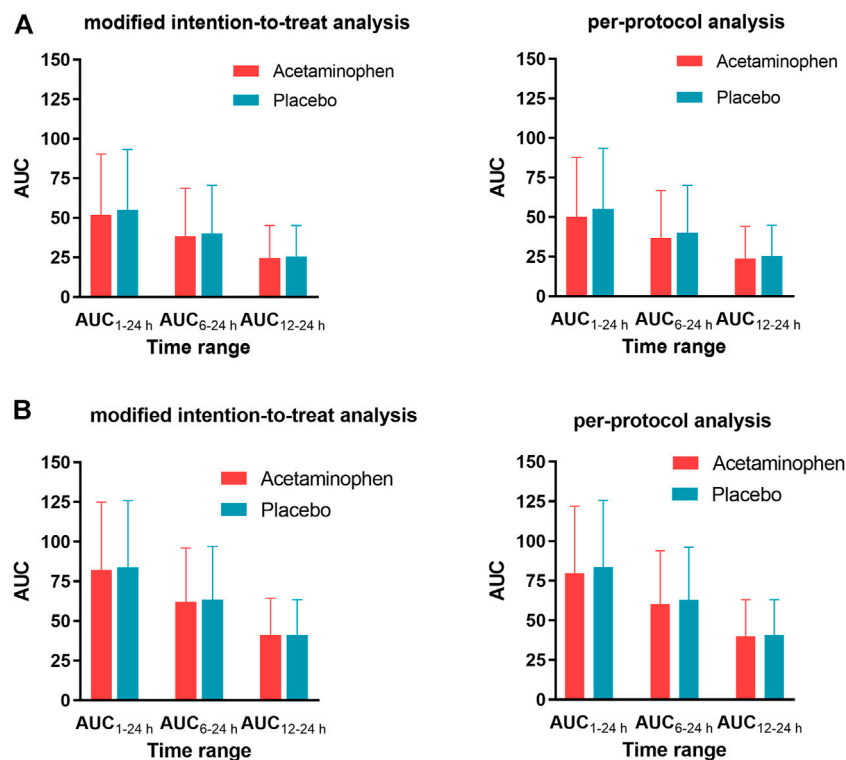 A
modified intention-to-treat analysis
150
125
100
75
50
25
0
AUC
Acetaminophen
Placebo
AUC1-24 h AUC6-24 h AUC12-24 h
Time range
per-protocol analysis
150
125
100
75
50
25
0
AUC
Acetaminophen
Placebo
AUC1-24 h AUC6-24 h AUC12-24 h
Time range
B
modified intention-to-treat analysis
150
125
100
75
50
25
0
AUC
Acetaminophen
Placebo
AUC1-24 h AUC6-24 h AUC12-24 h
Time range
per-protocol analysis
150
125
100
75
50
25
0
AUC
Acetaminophen
Placebo
AUC1-24 h AUC6-24 h AUC12-24 h
Time range